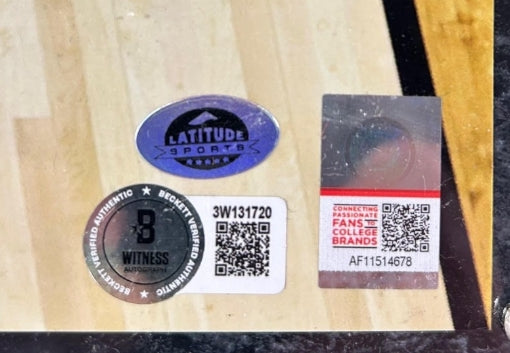 LATITUDE
SPORTS
BECKETT VERIFIED AUTHENTIC
BECKETT VERIFIED AUTHENTIC
B
WITNESS
AUTOGRAPH
3W131720
CONNECTING
PASSIONATE
FANS TO
COLLEGE
BRANDS
AF11514678